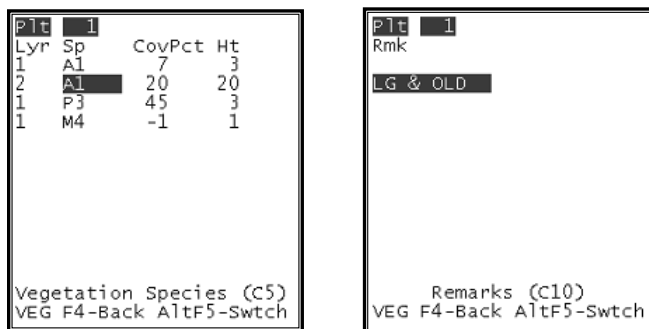 Plt 1
Lyr Sp CovPct Ht
1 A1 7 3
2 A1 20 20
1 P3 45 3
1 M4 -1 1
Vegetation Species (C5)
VEG F4-Back AltF5-Swtch
Plt 1
Rmk
LG & OLD
Remarks (C10)
VEG F4-Back AltF5-Swtch